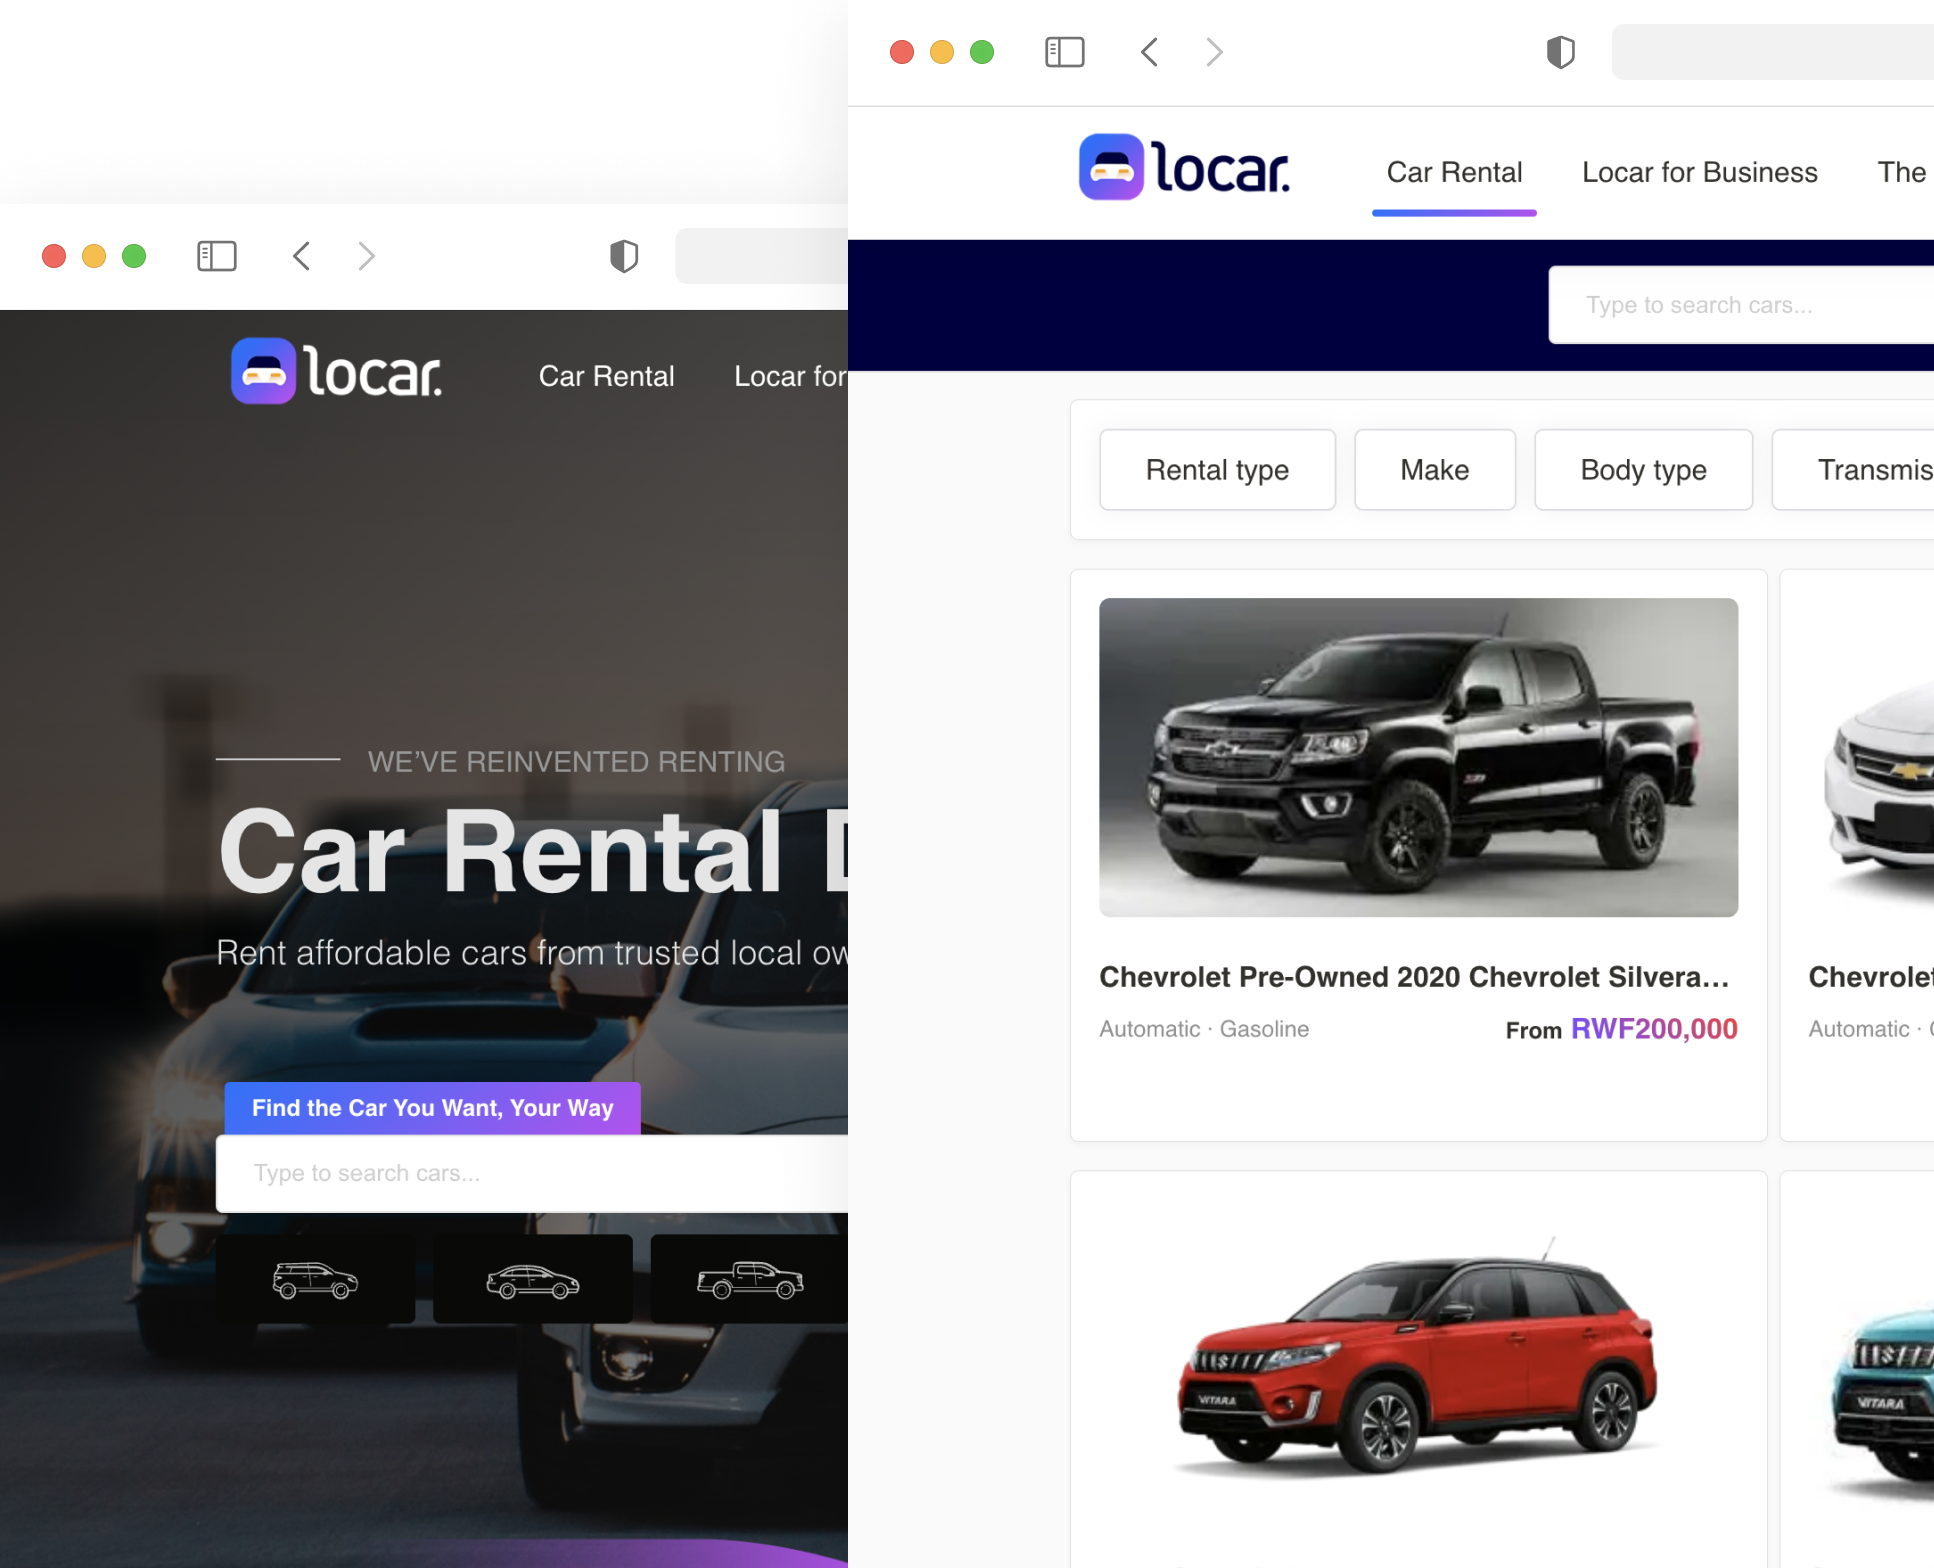 locar.
Car Rental
Locar for Business
The
Type to search cars...
Rental type
Make
Body type
Transmis
Chevrolet Pre-Owned 2020 Chevrolet Silvera...
Automatic · Gasoline
From RWF200,000
Chevrolet
Automatic ·
VITARA
VITARA
locar.
Car Rental
Locar for
WE'VE REINVENTED RENTING
Car Rental
Rent affordable cars from trusted local ow
Find the Car You Want, Your Way
Type to search cars...